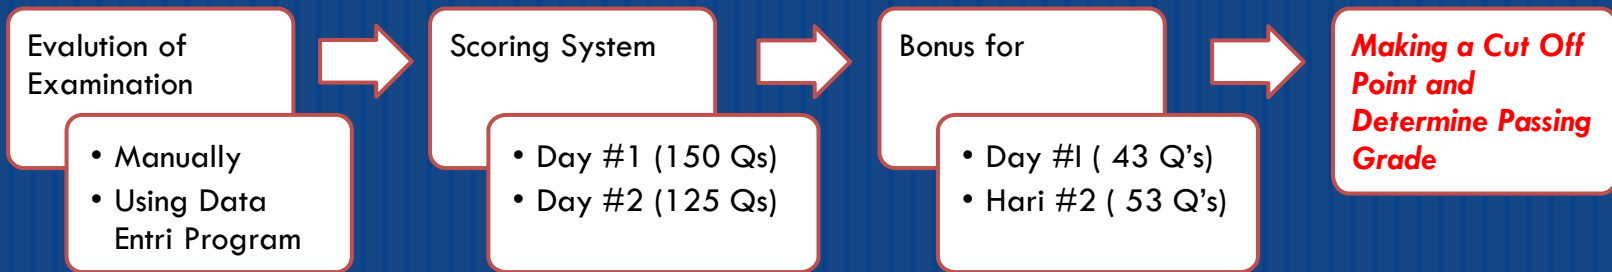 Evalution of
Examination
• Manually
• Using Data
Entri Program
Scoring System
• Day #1 (150 Qs)
• Day #2 (125 Qs)
Bonus for
• Day #I ( 43 Q's)
• Hari #2 ( 53 Q's)
Making a Cut Off
Point and
Determine Passing
Grade